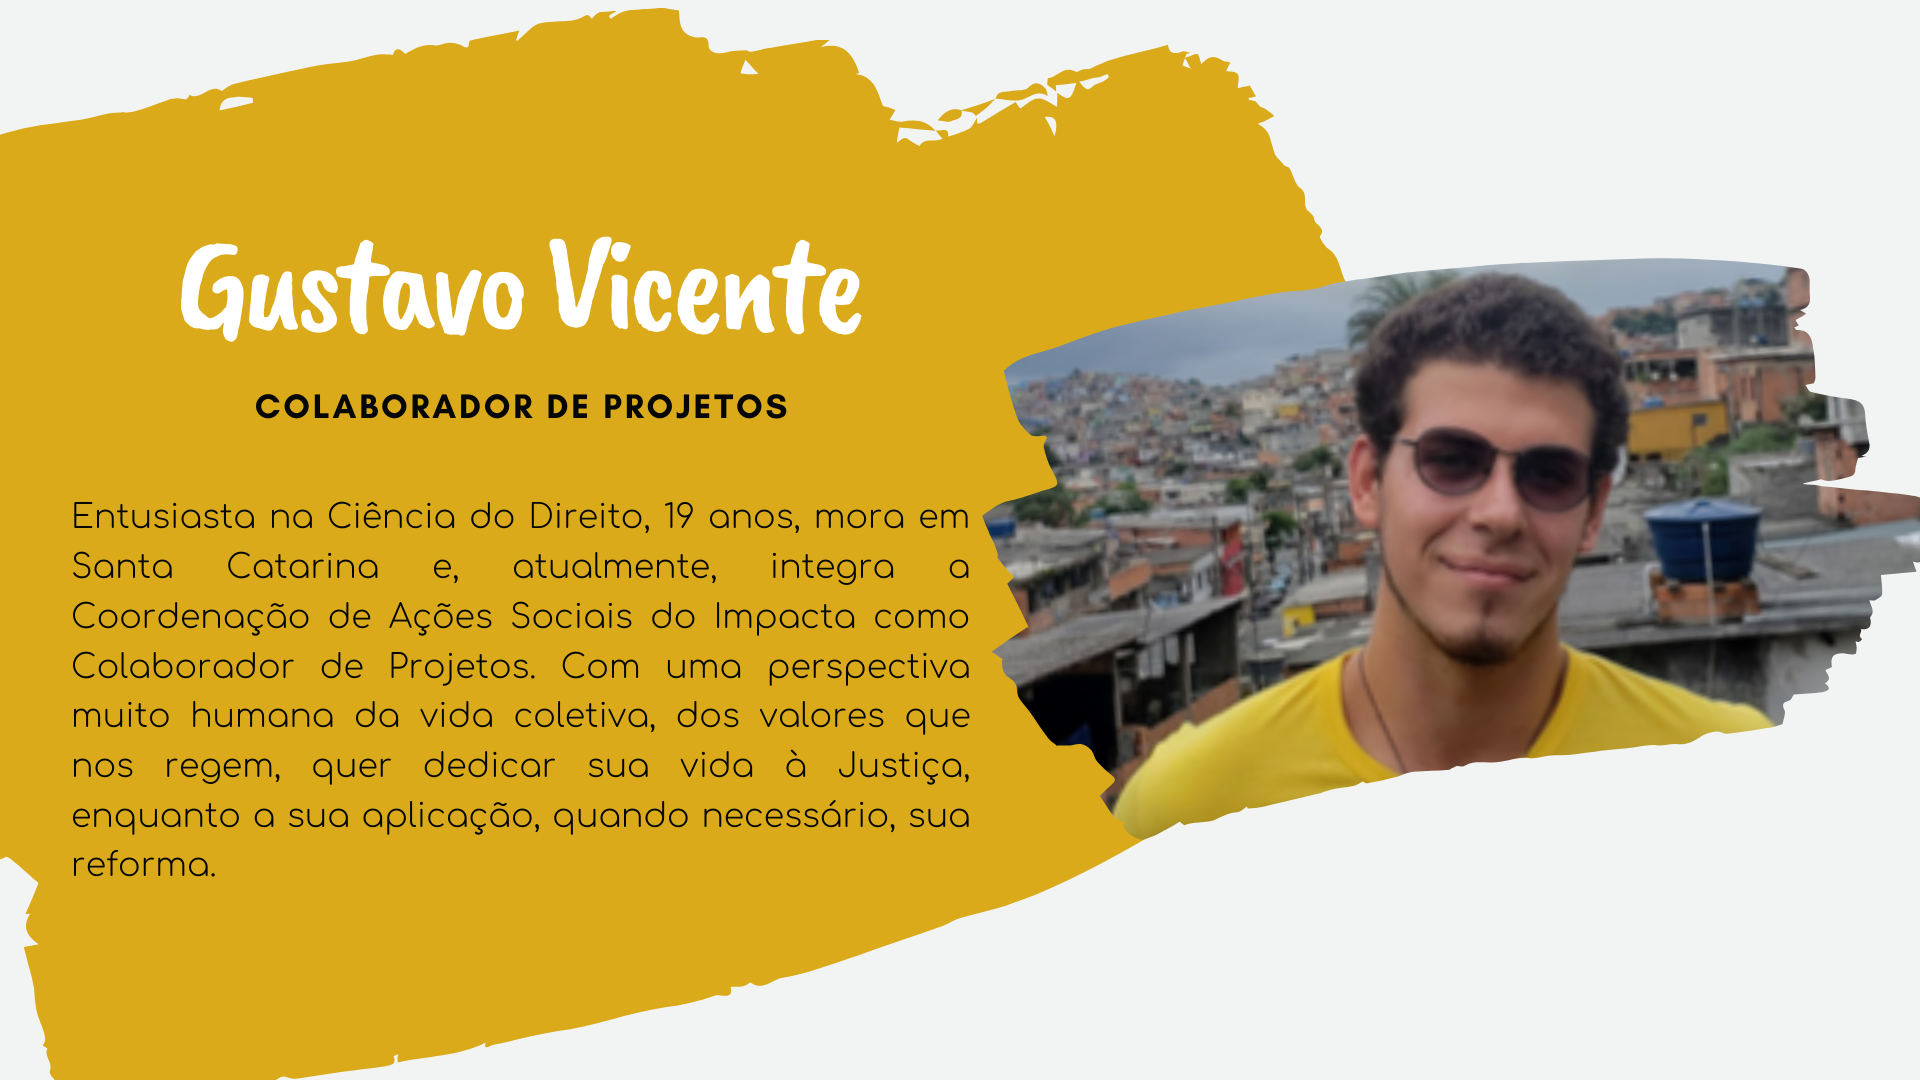 Gustavo Vicente
COLABORADOR DE PROJETOS
Entusiasta na Ciência do Direito, 19 anos, mora em
Santa Catarina e, atualmente, integra a
Coordenação de Ações Sociais do Impacta como
Colaborador de Projetos. Com uma perspectiva
muito humana da vida coletiva, dos valores que
nos regem, quer dedicar sua vida à Justiça,
enquanto a sua aplicação, quando necessário, sua
reforma.